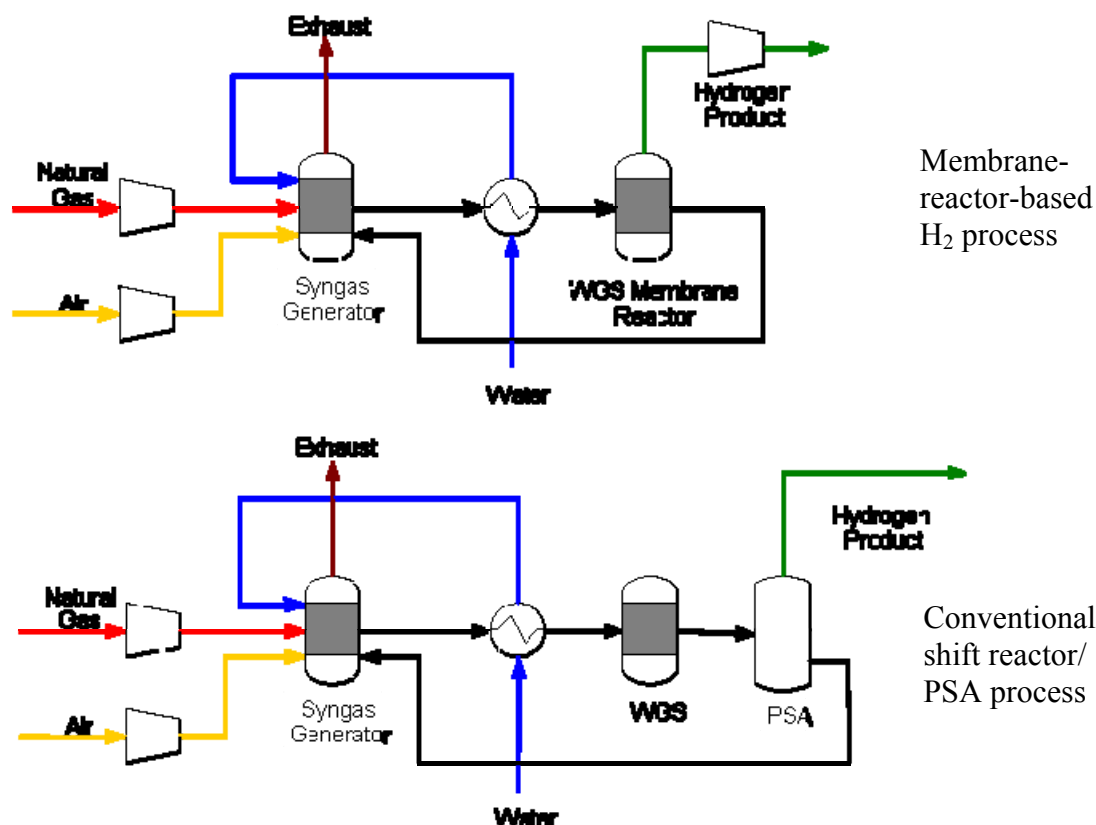 Exhaust
Hydrogen
Product
Natural
Gas
Air
Syngas
Generator
WGS Membrane
Reactor
Water
Membrane-
reactor-based
H₂ process
Exhaust
Hydrogen
Product
Natural
Gas
Air
Syngas
Generator
WGS
PSA
Water
Conventional
shift reactor/
PSA process